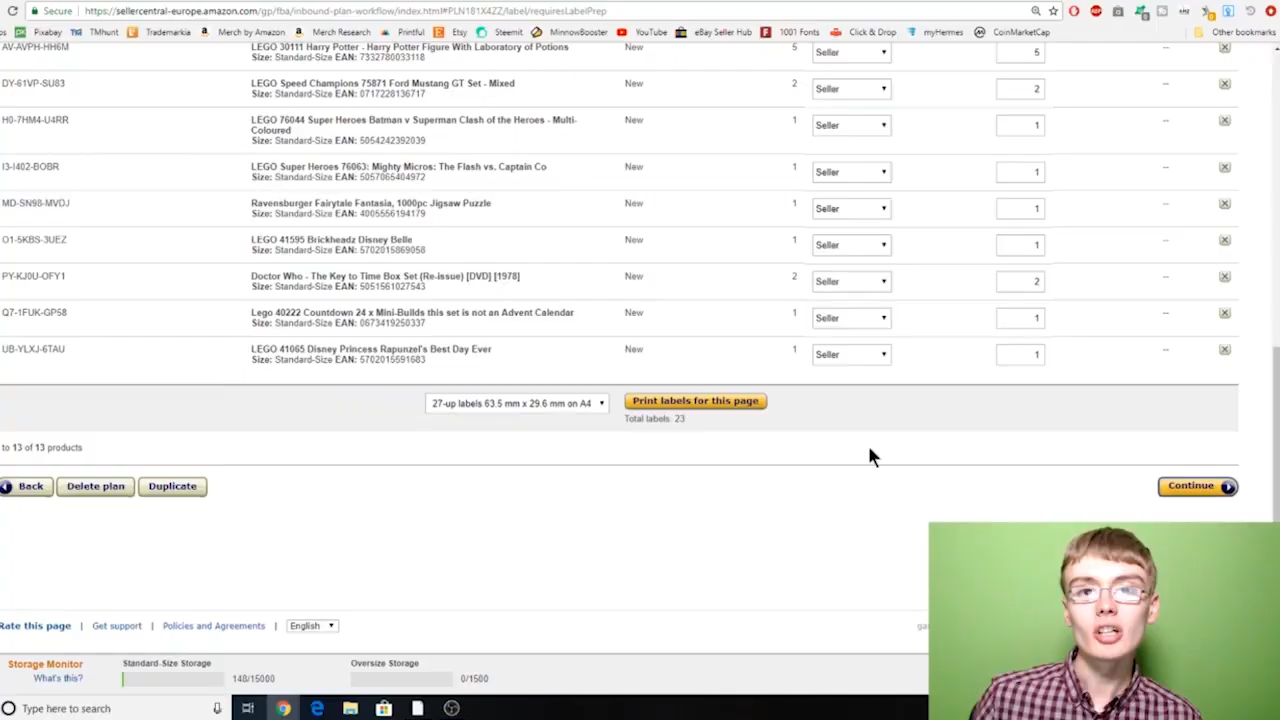 Secure
https://sellercentral-europe.amazon.com/gp/fba/inbound-plan-workflow/index.html#PLN181X4ZZ/label/requiresLabelPrep
Pixabay TMhunt Trademarkia Merch by Amazon Merch Research Printful Etsy Steemit MinnowBooster YouTube eBay Seller Hub 1001 Fonts Click & Drop myHermes CoinMarketCap Other bookmarks
AV-AVPH-HH6M LEGO 30111 Harry Potter - Harry Potter Figure With Laboratory of Potions New 5 Seller 5 --
Size: Standard-Size EAN: 7332780033118
DY-61VP-SU83 LEGO Speed Champions 75871 Ford Mustang GT Set - Mixed New 2 Seller 2 --
Size: Standard-Size EAN: 0717228136717
H0-7HM4-U4RR LEGO 76044 Super Heroes Batman v Superman Clash of the Heroes - Multi- New 1 Seller 1 --
Coloured
Size: Standard-Size EAN: 5054242392039
I3-I402-BOBR LEGO Super Heroes 76063: Mighty Micros: The Flash vs. Captain Co New 1 Seller 1 --
Size: Standard-Size EAN: 5057065404972
MD-SN98-MVDJ Ravensburger Fairytale Fantasia, 1000pc Jigsaw Puzzle New 1 Seller 1 --
Size: Standard-Size EAN: 4005556194179
O1-5KBS-3UEZ LEGO 41595 Brickheadz Disney Belle New 1 Seller 1 --
Size: Standard-Size EAN: 5702015869058
PY-KJ0U-OFY1 Doctor Who - The Key to Time Box Set (Re-issue) [DVD] [1978] New 2 Seller 2 --
Size: Standard-Size EAN: 5051561027543
Q7-1FUK-GP58 Lego 40222 Countdown 24 x Mini-Builds this set is not an Advent Calendar New 1 Seller 1 --
Size: Standard-Size EAN: 0673419250337
UB-YLXJ-6TAU LEGO 41065 Disney Princess Rapunzel's Best Day Ever New 1 Seller 1 --
Size: Standard-Size EAN: 5702015591683
27-up labels 63.5 mm x 29.6 mm on A4 Print labels for this page
Total labels: 23
to 13 of 13 products
Back Delete plan Duplicate Continue
Rate this page | Get support | Policies and Agreements | English
Storage Monitor Standard-Size Storage Oversize Storage
What's this? 148/15000 0/1500
Type here to search